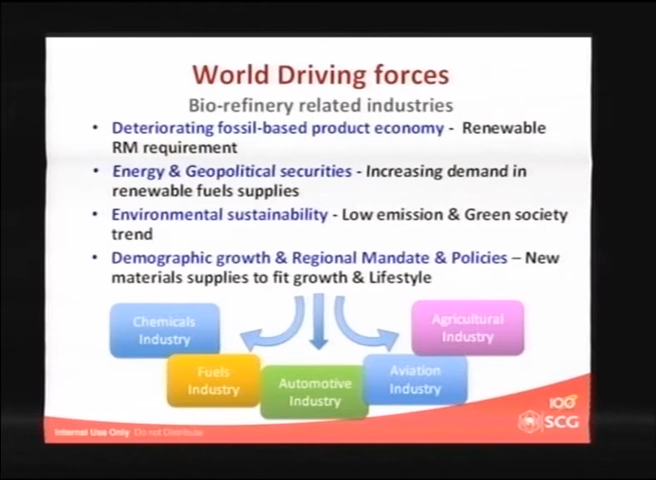 World Driving forces
Bio-refinery related industries
• Deteriorating fossil-based product economy - Renewable
RM requirement
• Energy & Geopolitical securities - Increasing demand in
renewable fuels supplies
• Environmental sustainability - Low emission & Green society
trend
• Demographic growth & Regional Mandate & Policies – New
materials supplies to fit growth & Lifestyle
Chemicals
Industry
Fuels
Industry
Automotive
Industry
Aviation
Industry
Agricultural
Industry
Internal Use Only Do not Distribute
100
SCG